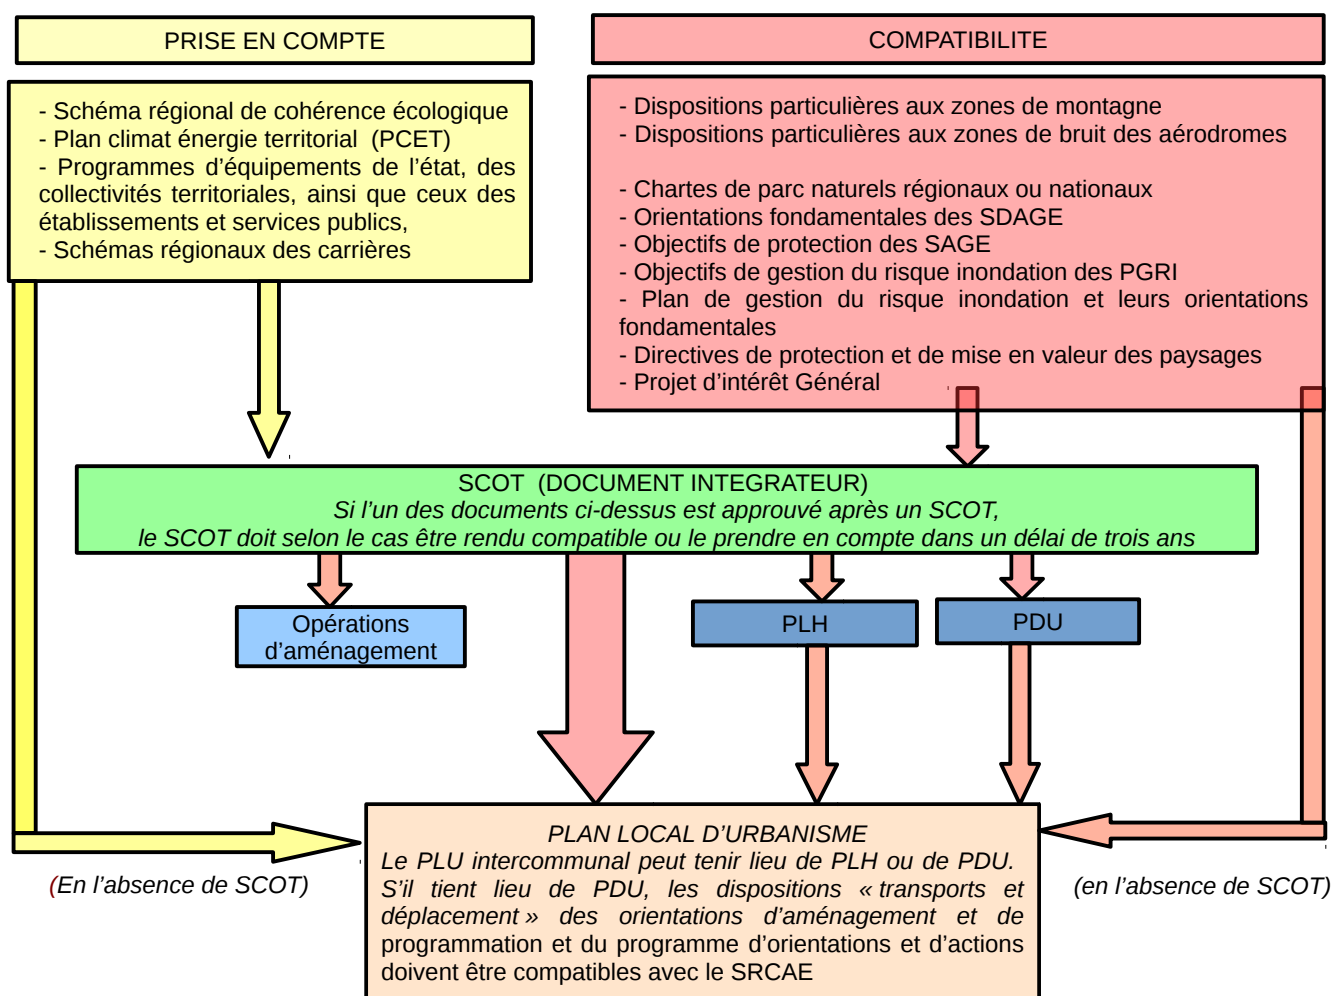 PRISE EN COMPTE
- Schéma régional de cohérence écologique
- Plan climat énergie territorial (PCET)
- Programmes d’équipements de l’état, des
collectivités territoriales, ainsi que ceux des
établissements et services publics,
- Schémas régionaux des carrières
COMPATIBILITE
- Dispositions particulières aux zones de montagne
- Dispositions particulières aux zones de bruit des aérodromes
- Chartes de parc naturels régionaux ou nationaux
- Orientations fondamentales des SDAGE
- Objectifs de protection des SAGE
- Objectifs de gestion du risque inondation des PGRI
- Plan de gestion du risque inondation et leurs orientations
fondamentales
- Directives de protection et de mise en valeur des paysages
- Projet d’intérêt Général
SCOT (DOCUMENT INTEGRATEUR)
Si l’un des documents ci-dessus est approuvé après un SCOT,
le SCOT doit selon le cas être rendu compatible ou le prendre en compte dans un délai de trois ans
Opérations
d’aménagement
PLH
PDU
(En l’absence de SCOT)
PLAN LOCAL D’URBANISME
Le PLU intercommunal peut tenir lieu de PLH ou de PDU.
S’il tient lieu de PDU, les dispositions « transports et
déplacement » des orientations d’aménagement et de
programmation et du programme d’orientations et d’actions
doivent être compatibles avec le SRCAE
(en l’absence de SCOT)